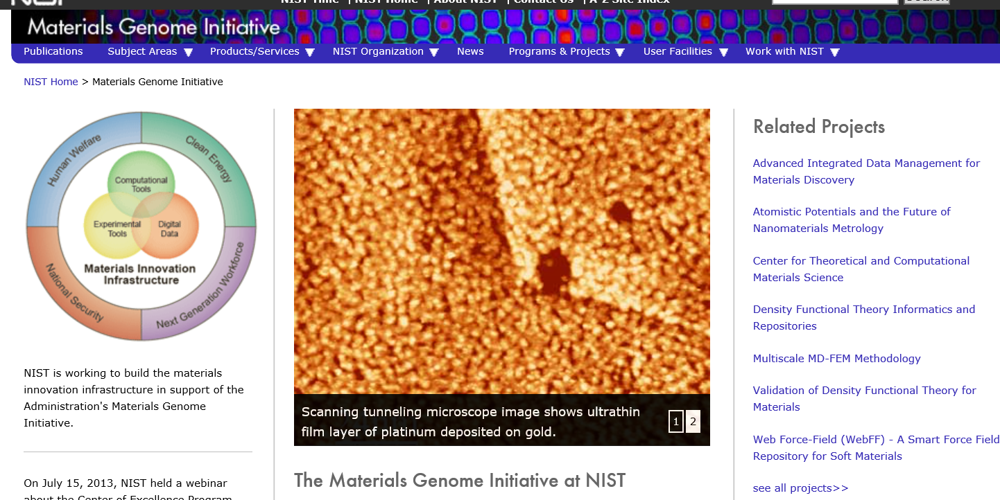 NIST Time | NIST Home | About NIST | Contact Us | A-Z Site Index
Search
Materials Genome Initiative
Publications Subject Areas Products/Services NIST Organization News Programs & Projects User Facilities Work with NIST
NIST Home > Materials Genome Initiative
Human Welfare
Clean Energy
Computational
Tools
Experimental
Tools
Digital
Data
Materials Innovation
Infrastructure
National Security
Next Generation Workforce
NIST is working to build the materials
innovation infrastructure in support of the
Administration's Materials Genome
Initiative.
On July 15, 2013, NIST held a webinar
about the Center of Excellence Program
Scanning tunneling microscope image shows ultrathin
film layer of platinum deposited on gold.
1 2
The Materials Genome Initiative at NIST
Related Projects
Advanced Integrated Data Management for
Materials Discovery
Atomistic Potentials and the Future of
Nanomaterials Metrology
Center for Theoretical and Computational
Materials Science
Density Functional Theory Informatics and
Repositories
Multiscale MD-FEM Methodology
Validation of Density Functional Theory for
Materials
Web Force-Field (WebFF) - A Smart Force Field
Repository for Soft Materials
see all projects>>